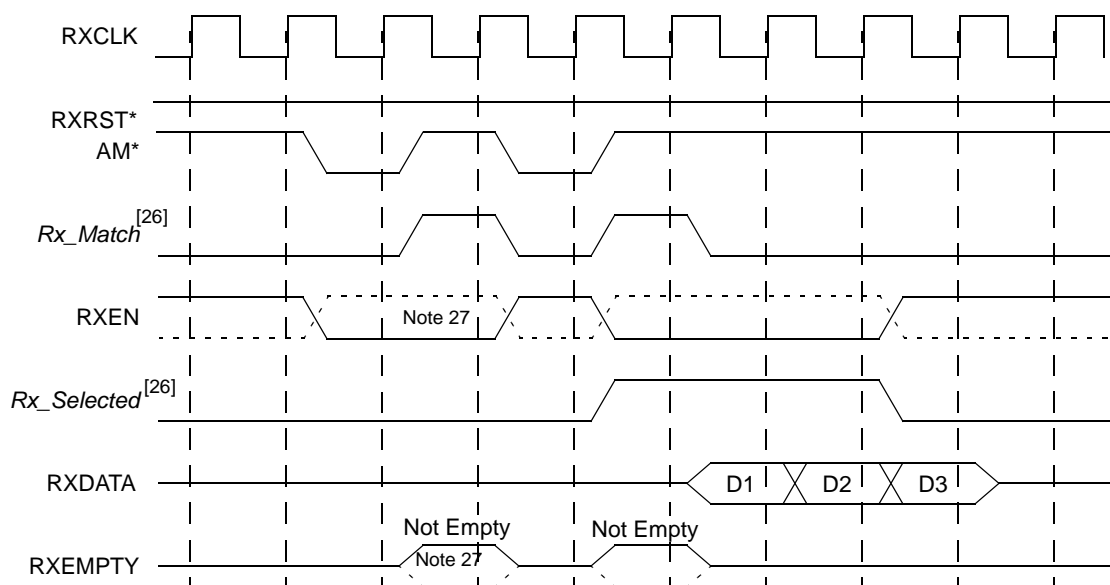 RXCLK
RXRST*
AM*
Rx_Match[26]
RXEN
Note 27
Rx_Selected[26]
RXDATA
D1 D2 D3
Not Empty Not Empty
RXEMPTY
Note 27